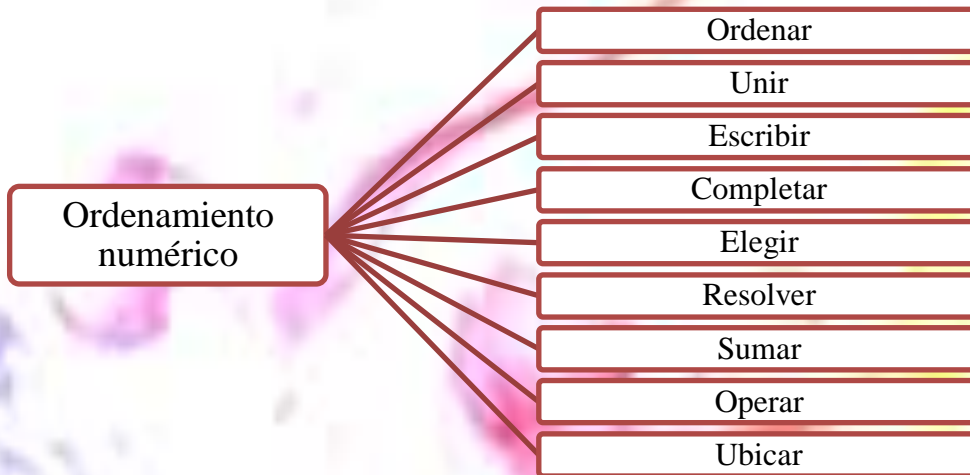 Ordenamiento
numérico
Ordenar
Unir
Escribir
Completar
Elegir
Resolver
Sumar
Operar
Ubicar